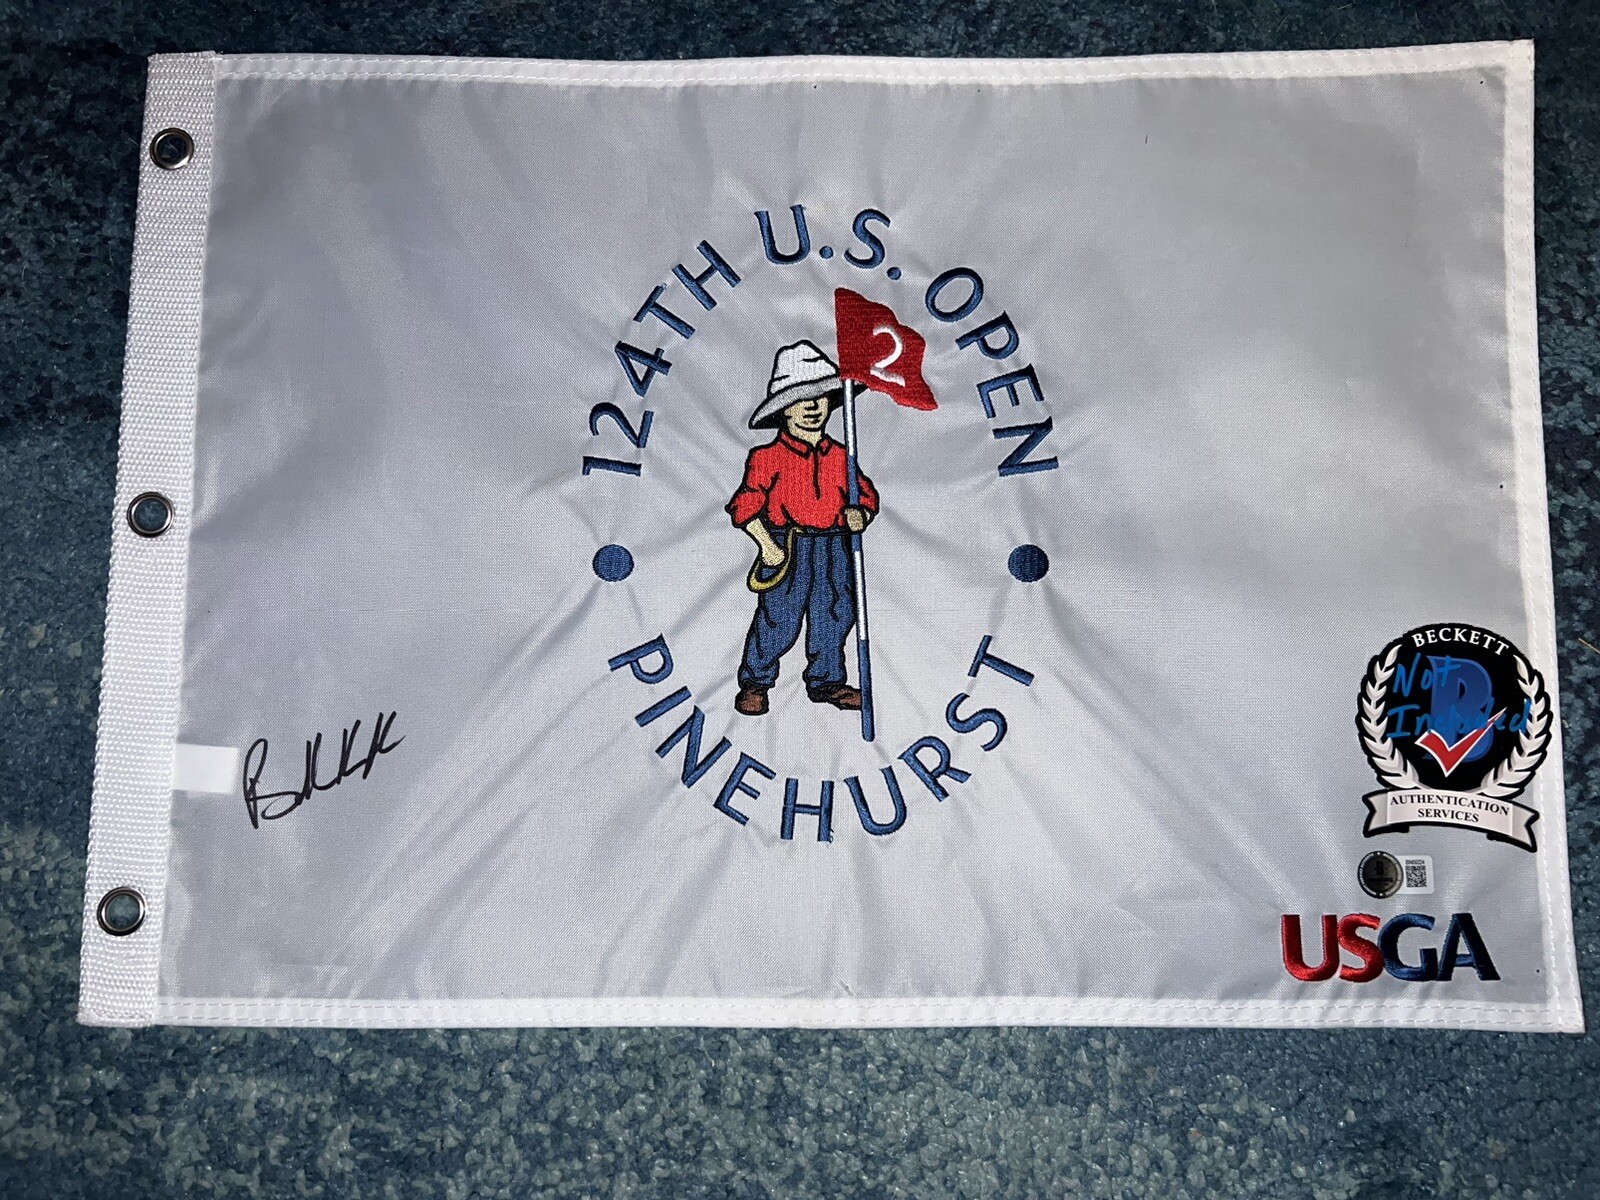 124TH U.S. OPEN
2
PINEHURST
BECKETT
B
Not
Included
AUTHENTICATION
SERVICES
USGA